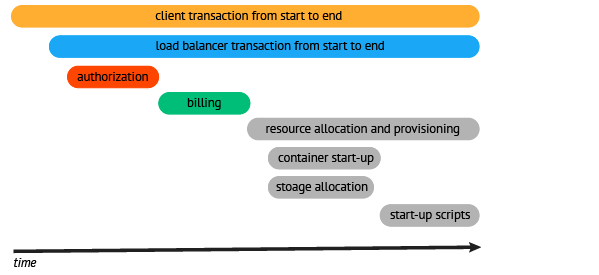 client transaction from start to end
load balancer transaction from start to end
authorization
billing
resource allocation and provisioning
container start-up
stoage allocation
start-up scripts
time